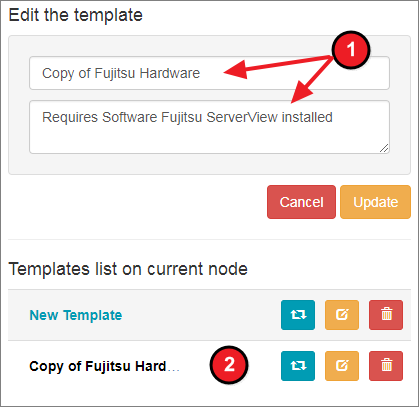 Edit the template
1
Copy of Fujitsu Hardware
Requires Software Fujitsu ServerView installed
Cancel Update
Templates list on current node
New Template
Copy of Fujitsu Hard... 2